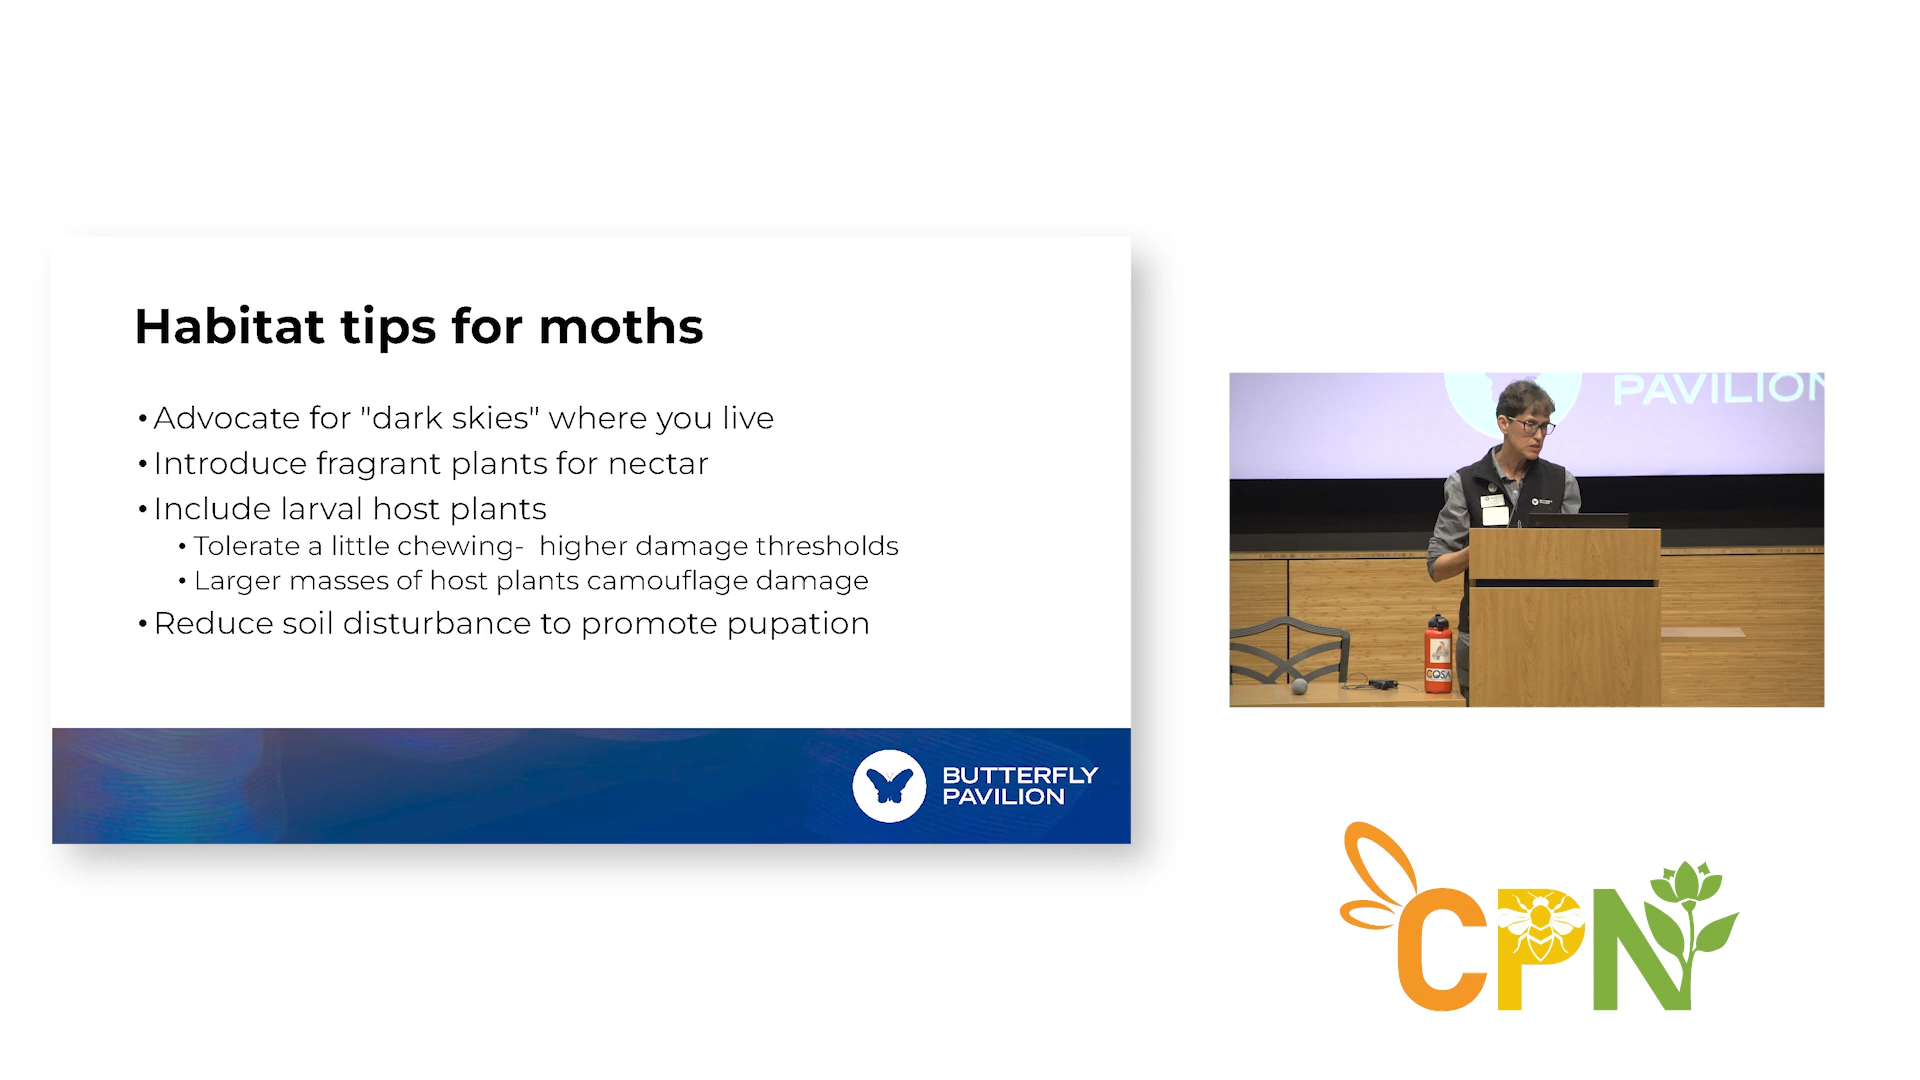 Habitat tips for moths
•Advocate for "dark skies" where you live
•Introduce fragrant plants for nectar
•Include larval host plants
•Tolerate a little chewing-  higher damage thresholds
•Larger masses of host plants camouflage damage
•Reduce soil disturbance to promote pupation
BUTTERFLY
PAVILION
PAVILION
COSA
CPN